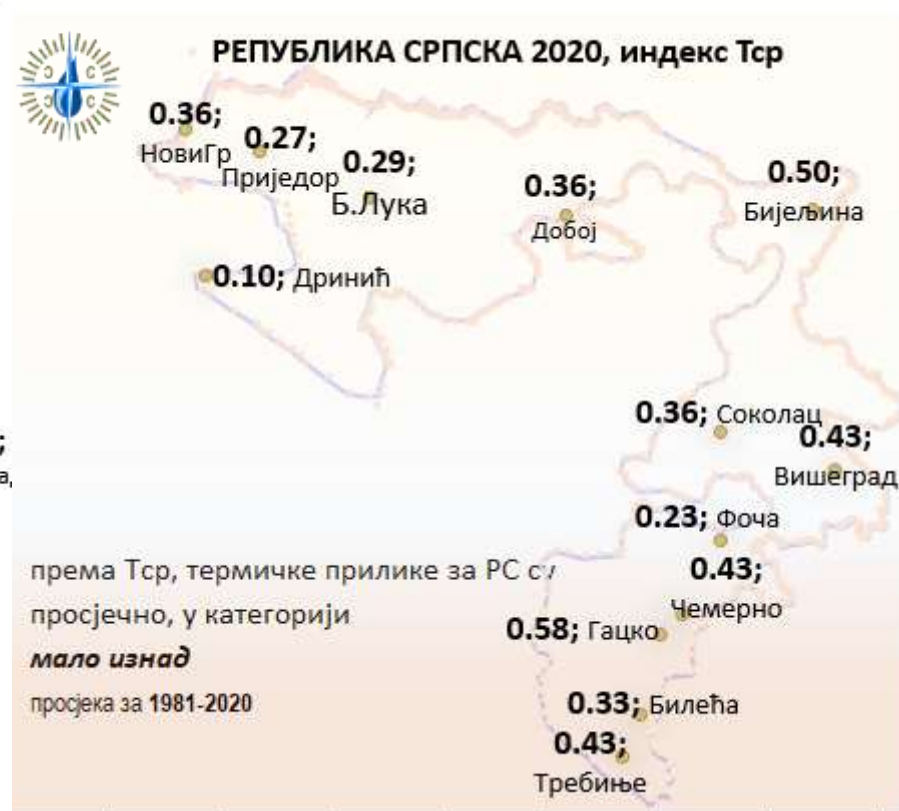 РЕПУБЛИКА СРПСКА 2020, индекс Тср
0.36;
НовиГр
0.27;
Приједор
0.29;
Б.Лука
0.36;
Добој
0.50;
Бијељина
0.10; Дринић
0.36; Соколац
0.43;
Вишеград
;
а,
0.23; Фоча
0.43;
Чемерно
0.58; Гацко
0.33; Билећа
0.43;
Требиње
према Тср, термичке прилике за РС су
просјечно, у категорији
мало изнад
просјека за 1981-2020